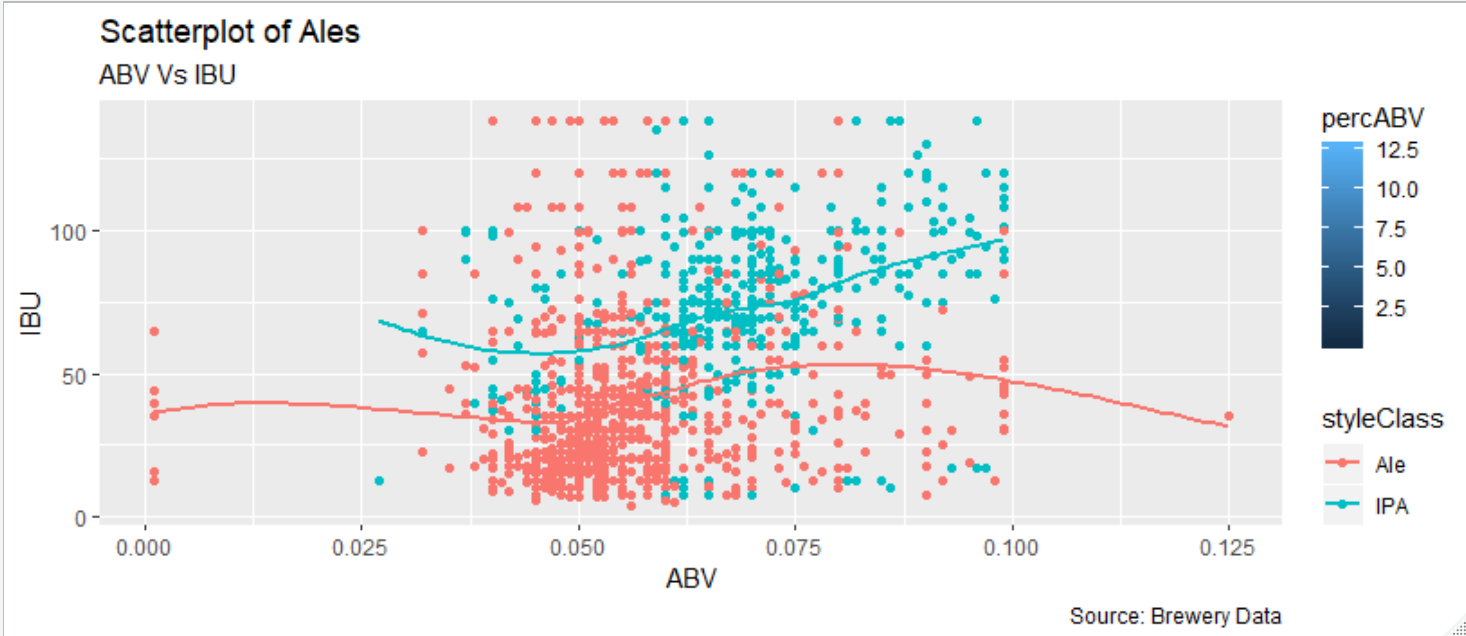 Scatterplot of Ales
ABV Vs IBU
IBU
100
50
0
0.000 0.025 0.050 0.075 0.100 0.125
ABV
percABV
12.5
10.0
7.5
5.0
2.5
styleClass
Ale
IPA
Source: Brewery Data